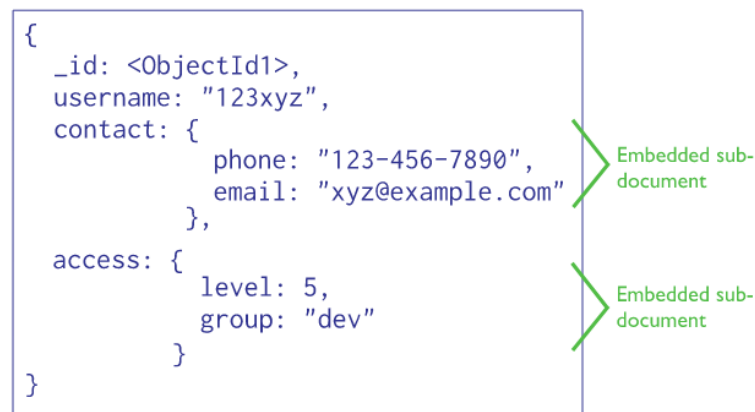 {
_id: <ObjectId1>,
username: "123xyz",
contact: {
phone: "123-456-7890",
email: "xyz@example.com"
},
Embedded sub-
document
access: {
level: 5,
group: "dev"
}
Embedded sub-
document
}